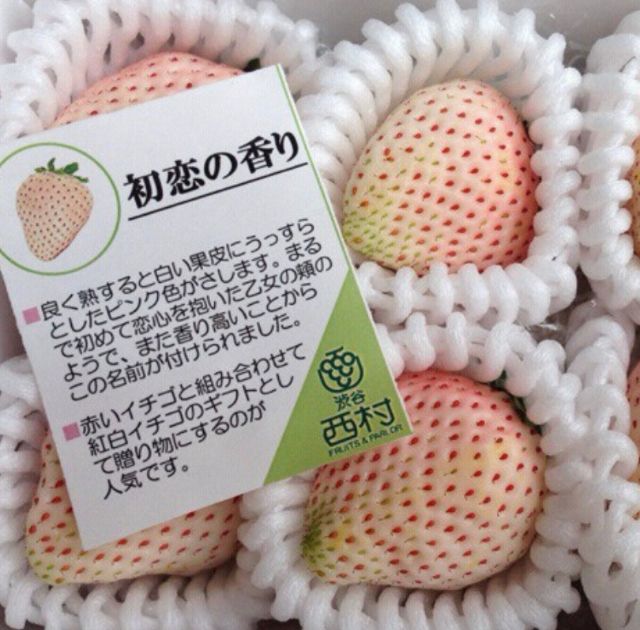 初恋の香り
■良く熟すると白い果皮にうっすら
としたピンク色がさします。まる
で初めて恋心を抱いた乙女の頬の
ようで、また香り高いことから
この名前が付けられました。
■赤いイチゴと組み合わせて
紅白イチゴのギフトとし
て贈り物にするのが
人気です。
渋谷
西村
FRUITS & PARLOR